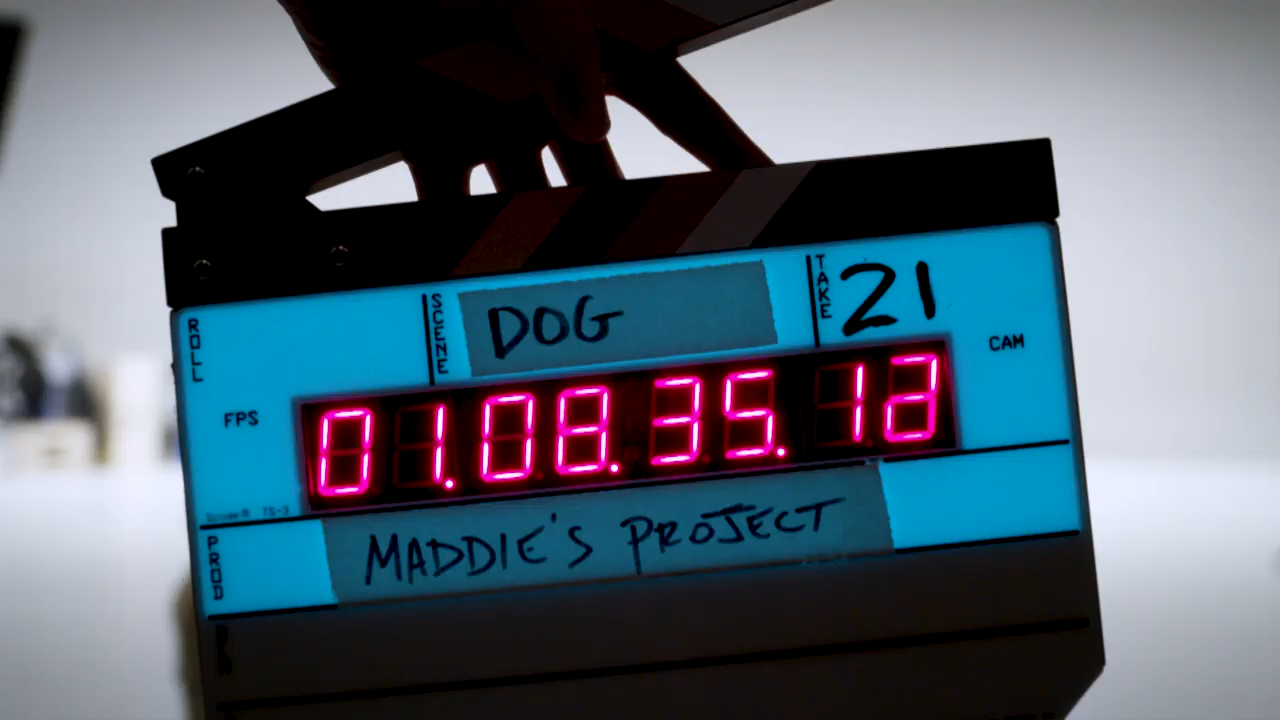 ROLL
SCENE
DOG
TAKE
21
FPS
01.08.35.12
CAM
PROD
MADDIE'S PROJECT